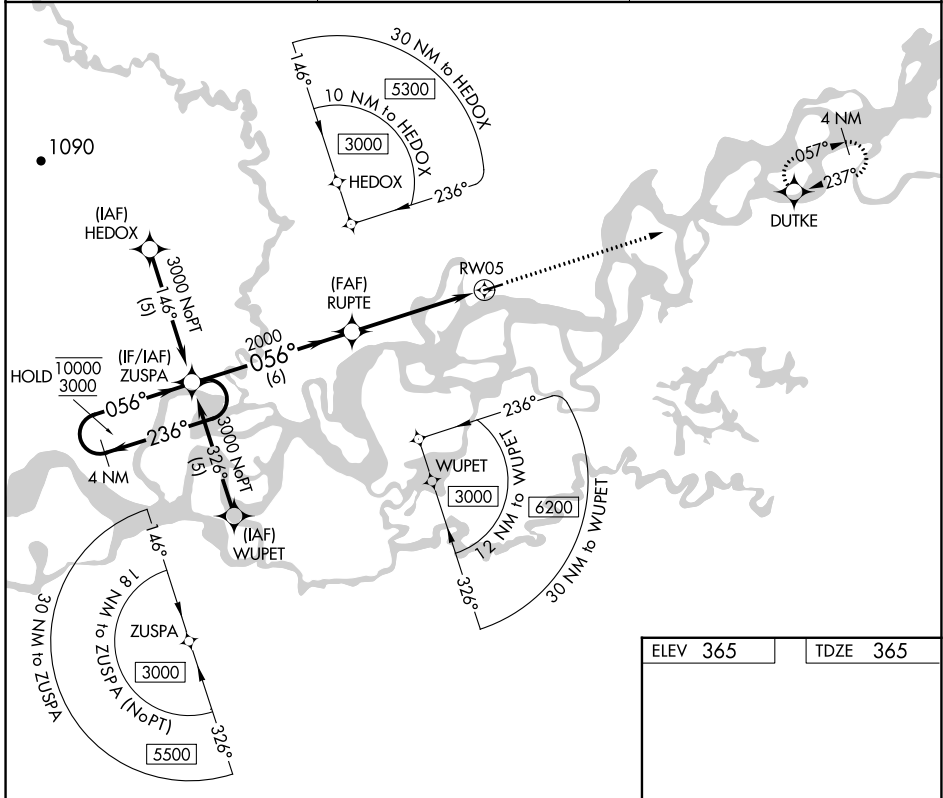 30 NM to HEDOX
146°
5300
10 NM to HEDOX
3000
HEDOX
236°
1090
4 NM
057°
237°
DUTKE
(IAF)
HEDOX
3000 NoPT
146°
(5)
RW05
(FAF)
RUPTE
2000
056°
(6)
(IF/IAF)
ZUSPA
HOLD
10000
3000
056°
236°
4 NM
3000 NoPT
326°
(5)
(IAF)
WUPET
236°
WUPET
3000
12 NM to WUPET
6200
30 NM to WUPET
326°
146°
18 NM to ZUSPA (NoPT)
ZUSPA
3000
30 NM to ZUSPA
326°
5500
ELEV 365
TDZE 365